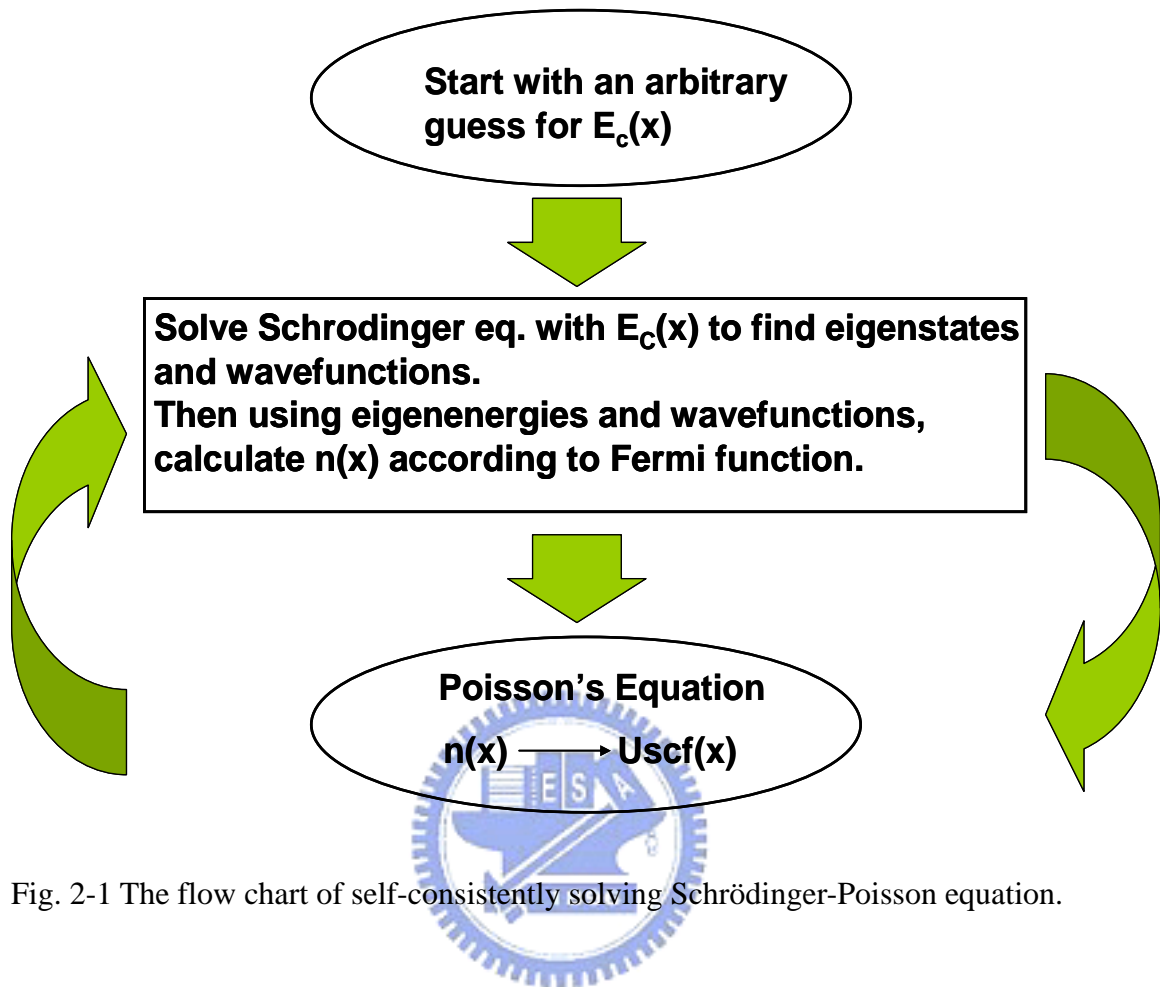 Start with an arbitrary
guess for E_c(x)
Solve Schrodinger eq. with E_C(x) to find eigenstates
and wavefunctions.
Then using eigenenergies and wavefunctions,
calculate n(x) according to Fermi function.
Poisson’s Equation
n(x) ⟶ Uscf(x)
E S A
Fig. 2-1 The flow chart of self-consistently solving Schrödinger-Poisson equation.